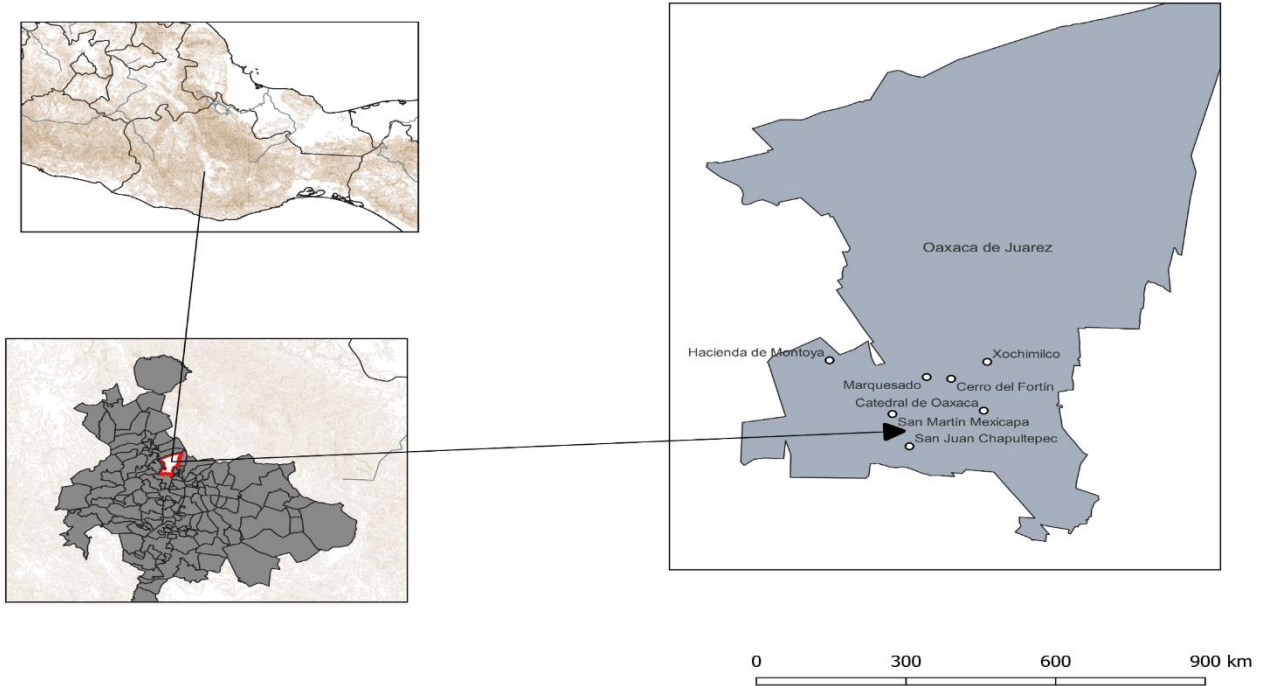 Oaxaca de Juarez
Hacienda de Montoya
Xochimilco
Marquesado
Cerro del Fortín
Catedral de Oaxaca
San Martín Mexicapa
San Juan Chapultepec
0 300 600 900 km